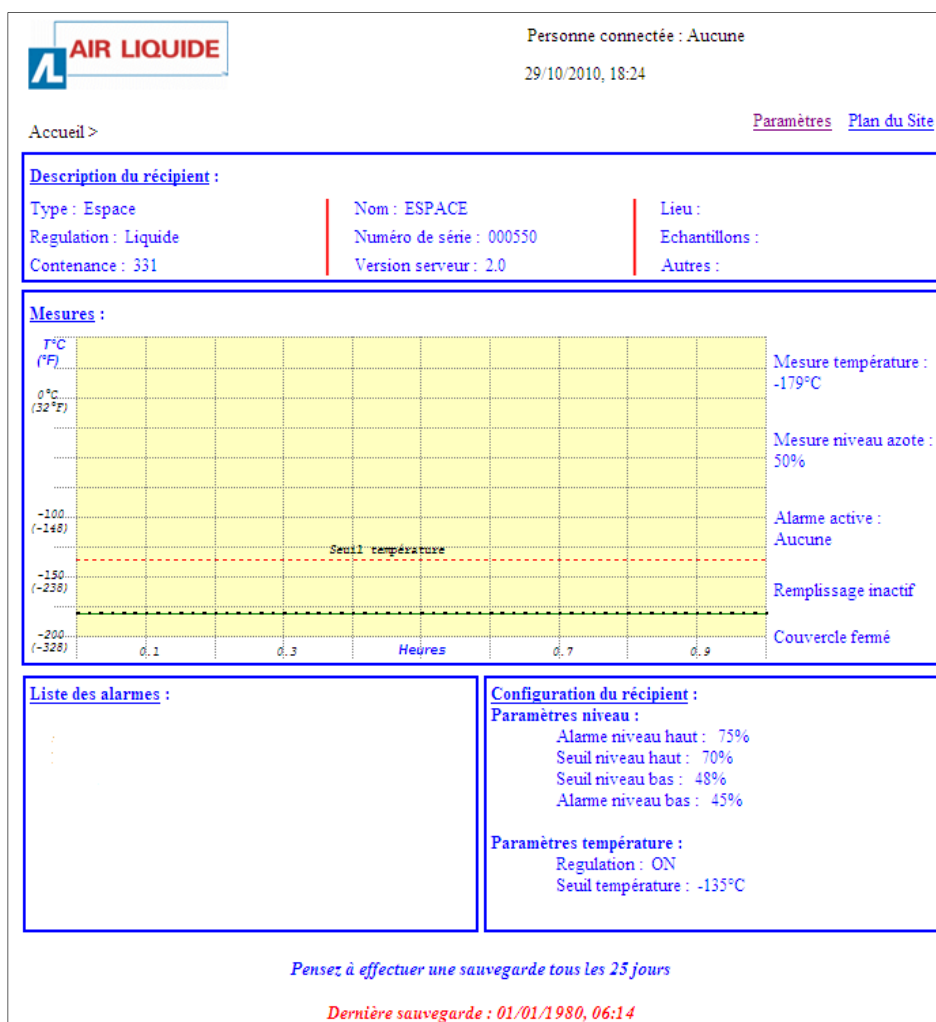 AIR LIQUIDE
Personne connectée : Aucune
29/10/2010, 18:24
Paramètres Plan du Site
Accueil >
Description du récipient :
Type : Espace Nom : ESPACE Lieu :
Regulation : Liquide Numéro de série : 000550 Echantillons :
Contenance : 331 Version serveur : 2.0 Autres :
Mesures :
T°C
(°F)
0°C
(32°F)
-100
(-148)
-150
(-238)
-200
(-328)
Seuil température
0.1 0.3 Heures 0.7 0.9
Mesure température :
-179°C
Mesure niveau azote :
50%
Alarme active :
Aucune
Remplissage inactif
Couvercle fermé
Liste des alarmes :
Configuration du récipient :
Paramètres niveau :
Alarme niveau haut : 75%
Seuil niveau haut : 70%
Seuil niveau bas : 48%
Alarme niveau bas : 45%
Paramètres température :
Regulation : ON
Seuil température : -135°C
Pensez à effectuer une sauvegarde tous les 25 jours
Dernière sauvegarde : 01/01/1980, 06:14